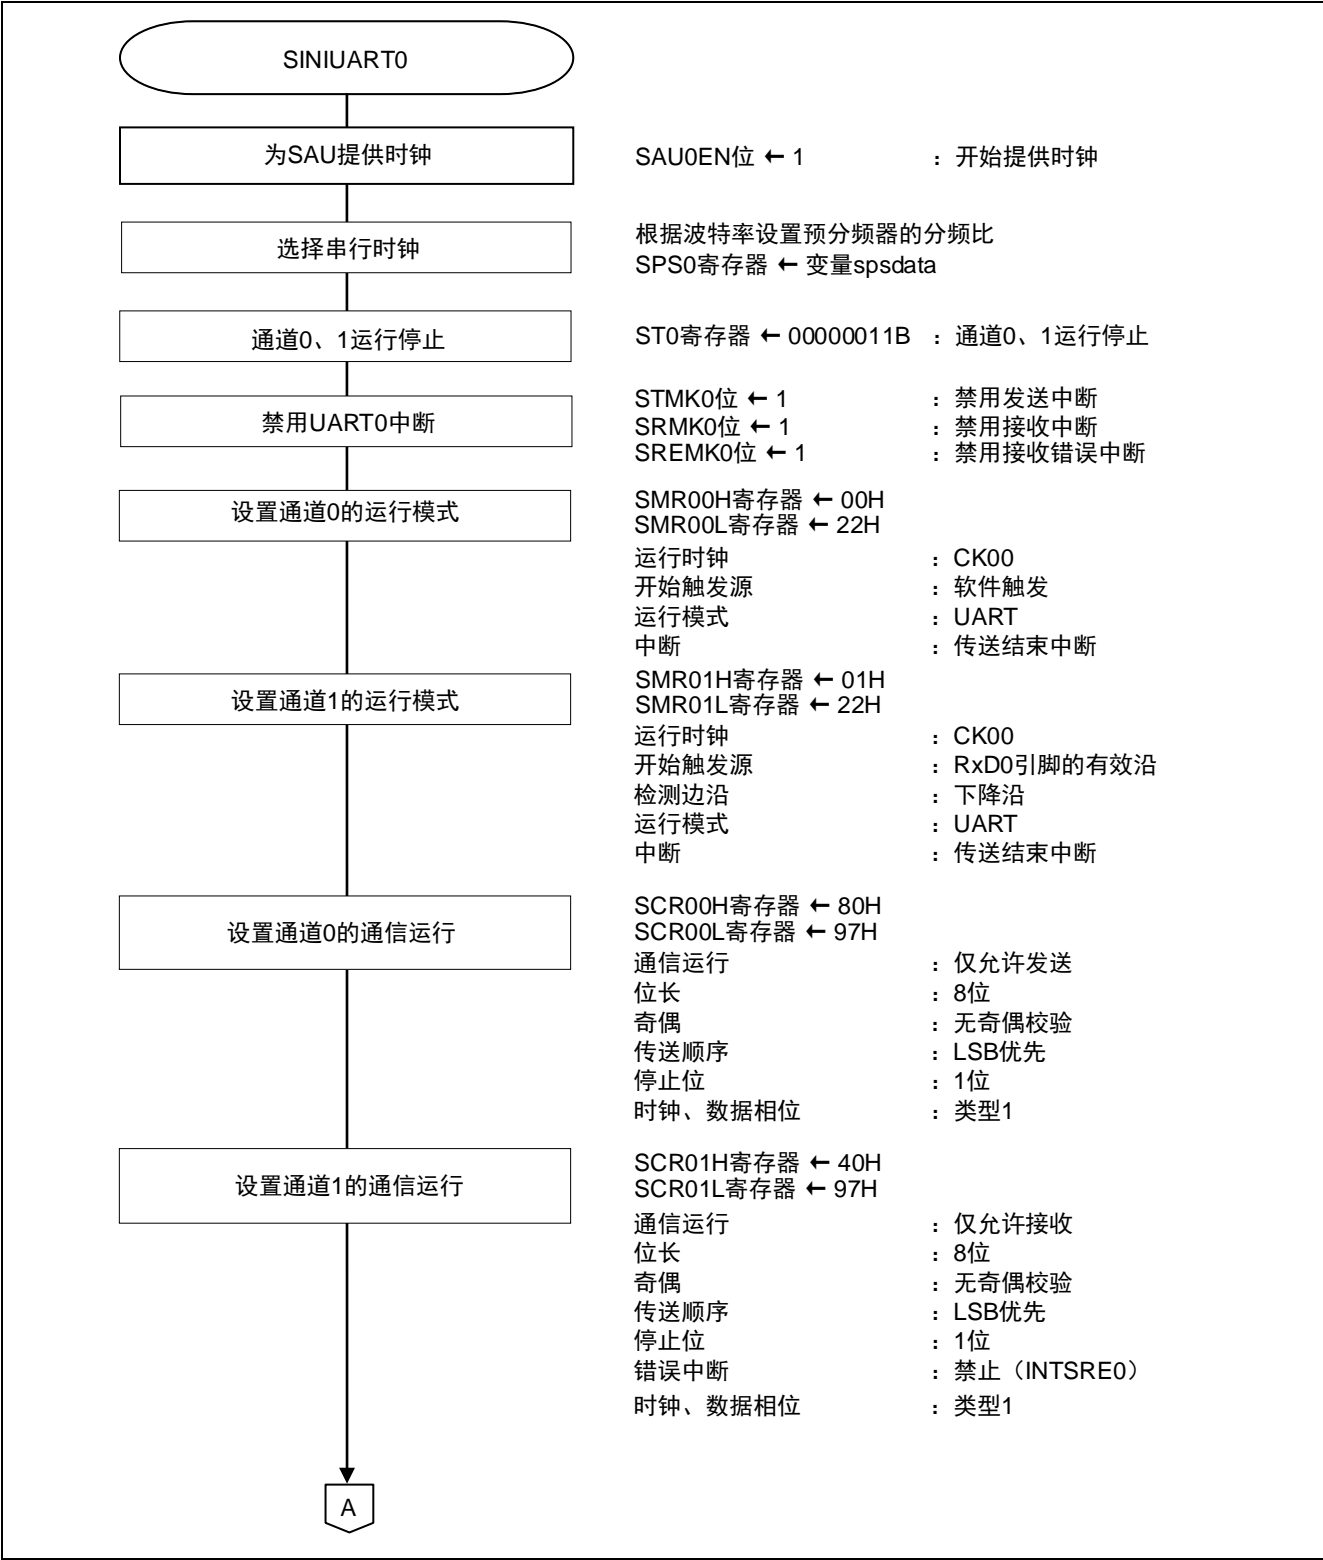 SINIUART0
为SAU提供时钟
SAU0EN位 ← 1 ：开始提供时钟
选择串行时钟
根据波特率设置预分频器的分频比
SPS0寄存器 ← 变量spsdata
通道0、1运行停止
ST0寄存器 ← 00000011B ：通道0、1运行停止
禁用UART0中断
STMK0位 ← 1 ：禁用发送中断
SRMK0位 ← 1 ：禁用接收中断
SREMK0位 ← 1 ：禁用接收错误中断
设置通道0的运行模式
SMR00H寄存器 ← 00H
SMR00L寄存器 ← 22H
运行时钟 ：CK00
开始触发源 ：软件触发
运行模式 ：UART
中断 ：传送结束中断
设置通道1的运行模式
SMR01H寄存器 ← 01H
SMR01L寄存器 ← 22H
运行时钟 ：CK00
开始触发源 ：RxD0引脚的有效沿
检测边沿 ：下降沿
运行模式 ：UART
中断 ：传送结束中断
设置通道0的通信运行
SCR00H寄存器 ← 80H
SCR00L寄存器 ← 97H
通信运行 ：仅允许发送
位长 ：8位
奇偶 ：无奇偶校验
传送顺序 ：LSB优先
停止位 ：1位
时钟、数据相位 ：类型1
设置通道1的通信运行
SCR01H寄存器 ← 40H
SCR01L寄存器 ← 97H
通信运行 ：仅允许接收
位长 ：8位
奇偶 ：无奇偶校验
传送顺序 ：LSB优先
停止位 ：1位
错误中断 ：禁止（INTSRE0）
时钟、数据相位 ：类型1
A